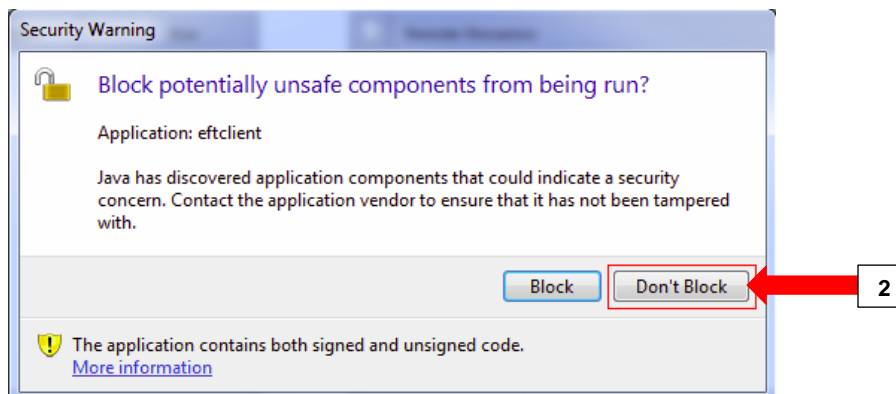 Security Warning
Block potentially unsafe components from being run?
Application: eftclient
Java has discovered application components that could indicate a security
concern. Contact the application vendor to ensure that it has not been tampered
with.
Block
Don't Block
2
The application contains both signed and unsigned code.
More information